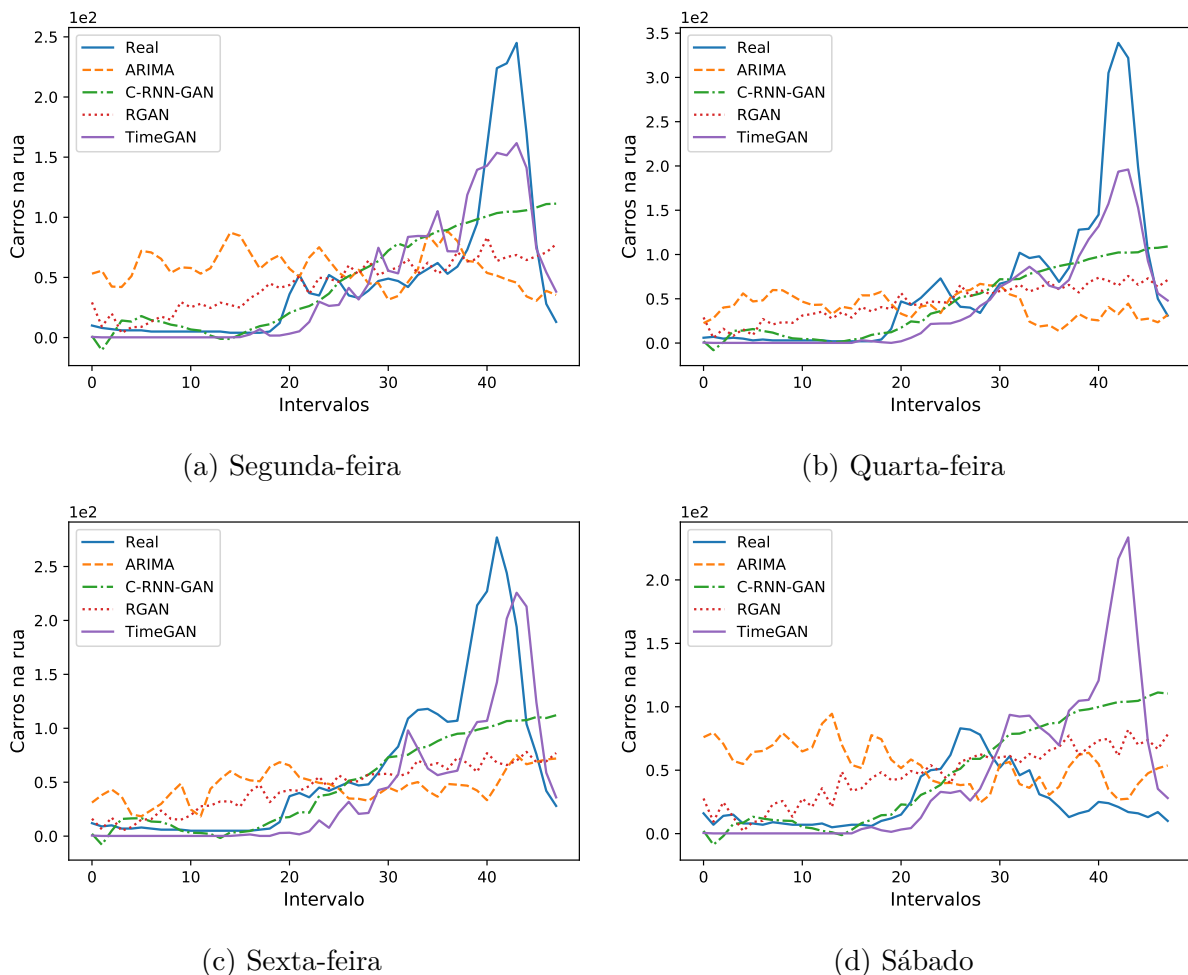 1e2
Carros na rua
2.5
2.0
1.5
1.0
0.5
0.0
Real
ARIMA
C-RNN-GAN
RGAN
TimeGAN
0 10 20 30 40
Intervalos
(a) Segunda-feira
1e2
Carros na rua
3.5
3.0
2.5
2.0
1.5
1.0
0.5
0.0
Real
ARIMA
C-RNN-GAN
RGAN
TimeGAN
0 10 20 30 40
Intervalos
(b) Quarta-feira
1e2
Carros na rua
2.5
2.0
1.5
1.0
0.5
0.0
Real
ARIMA
C-RNN-GAN
RGAN
TimeGAN
0 10 20 30 40
Intervalo
(c) Sexta-feira
1e2
Carros na rua
2.0
1.5
1.0
0.5
0.0
Real
ARIMA
C-RNN-GAN
RGAN
TimeGAN
0 10 20 30 40
Intervalos
(d) Sábado